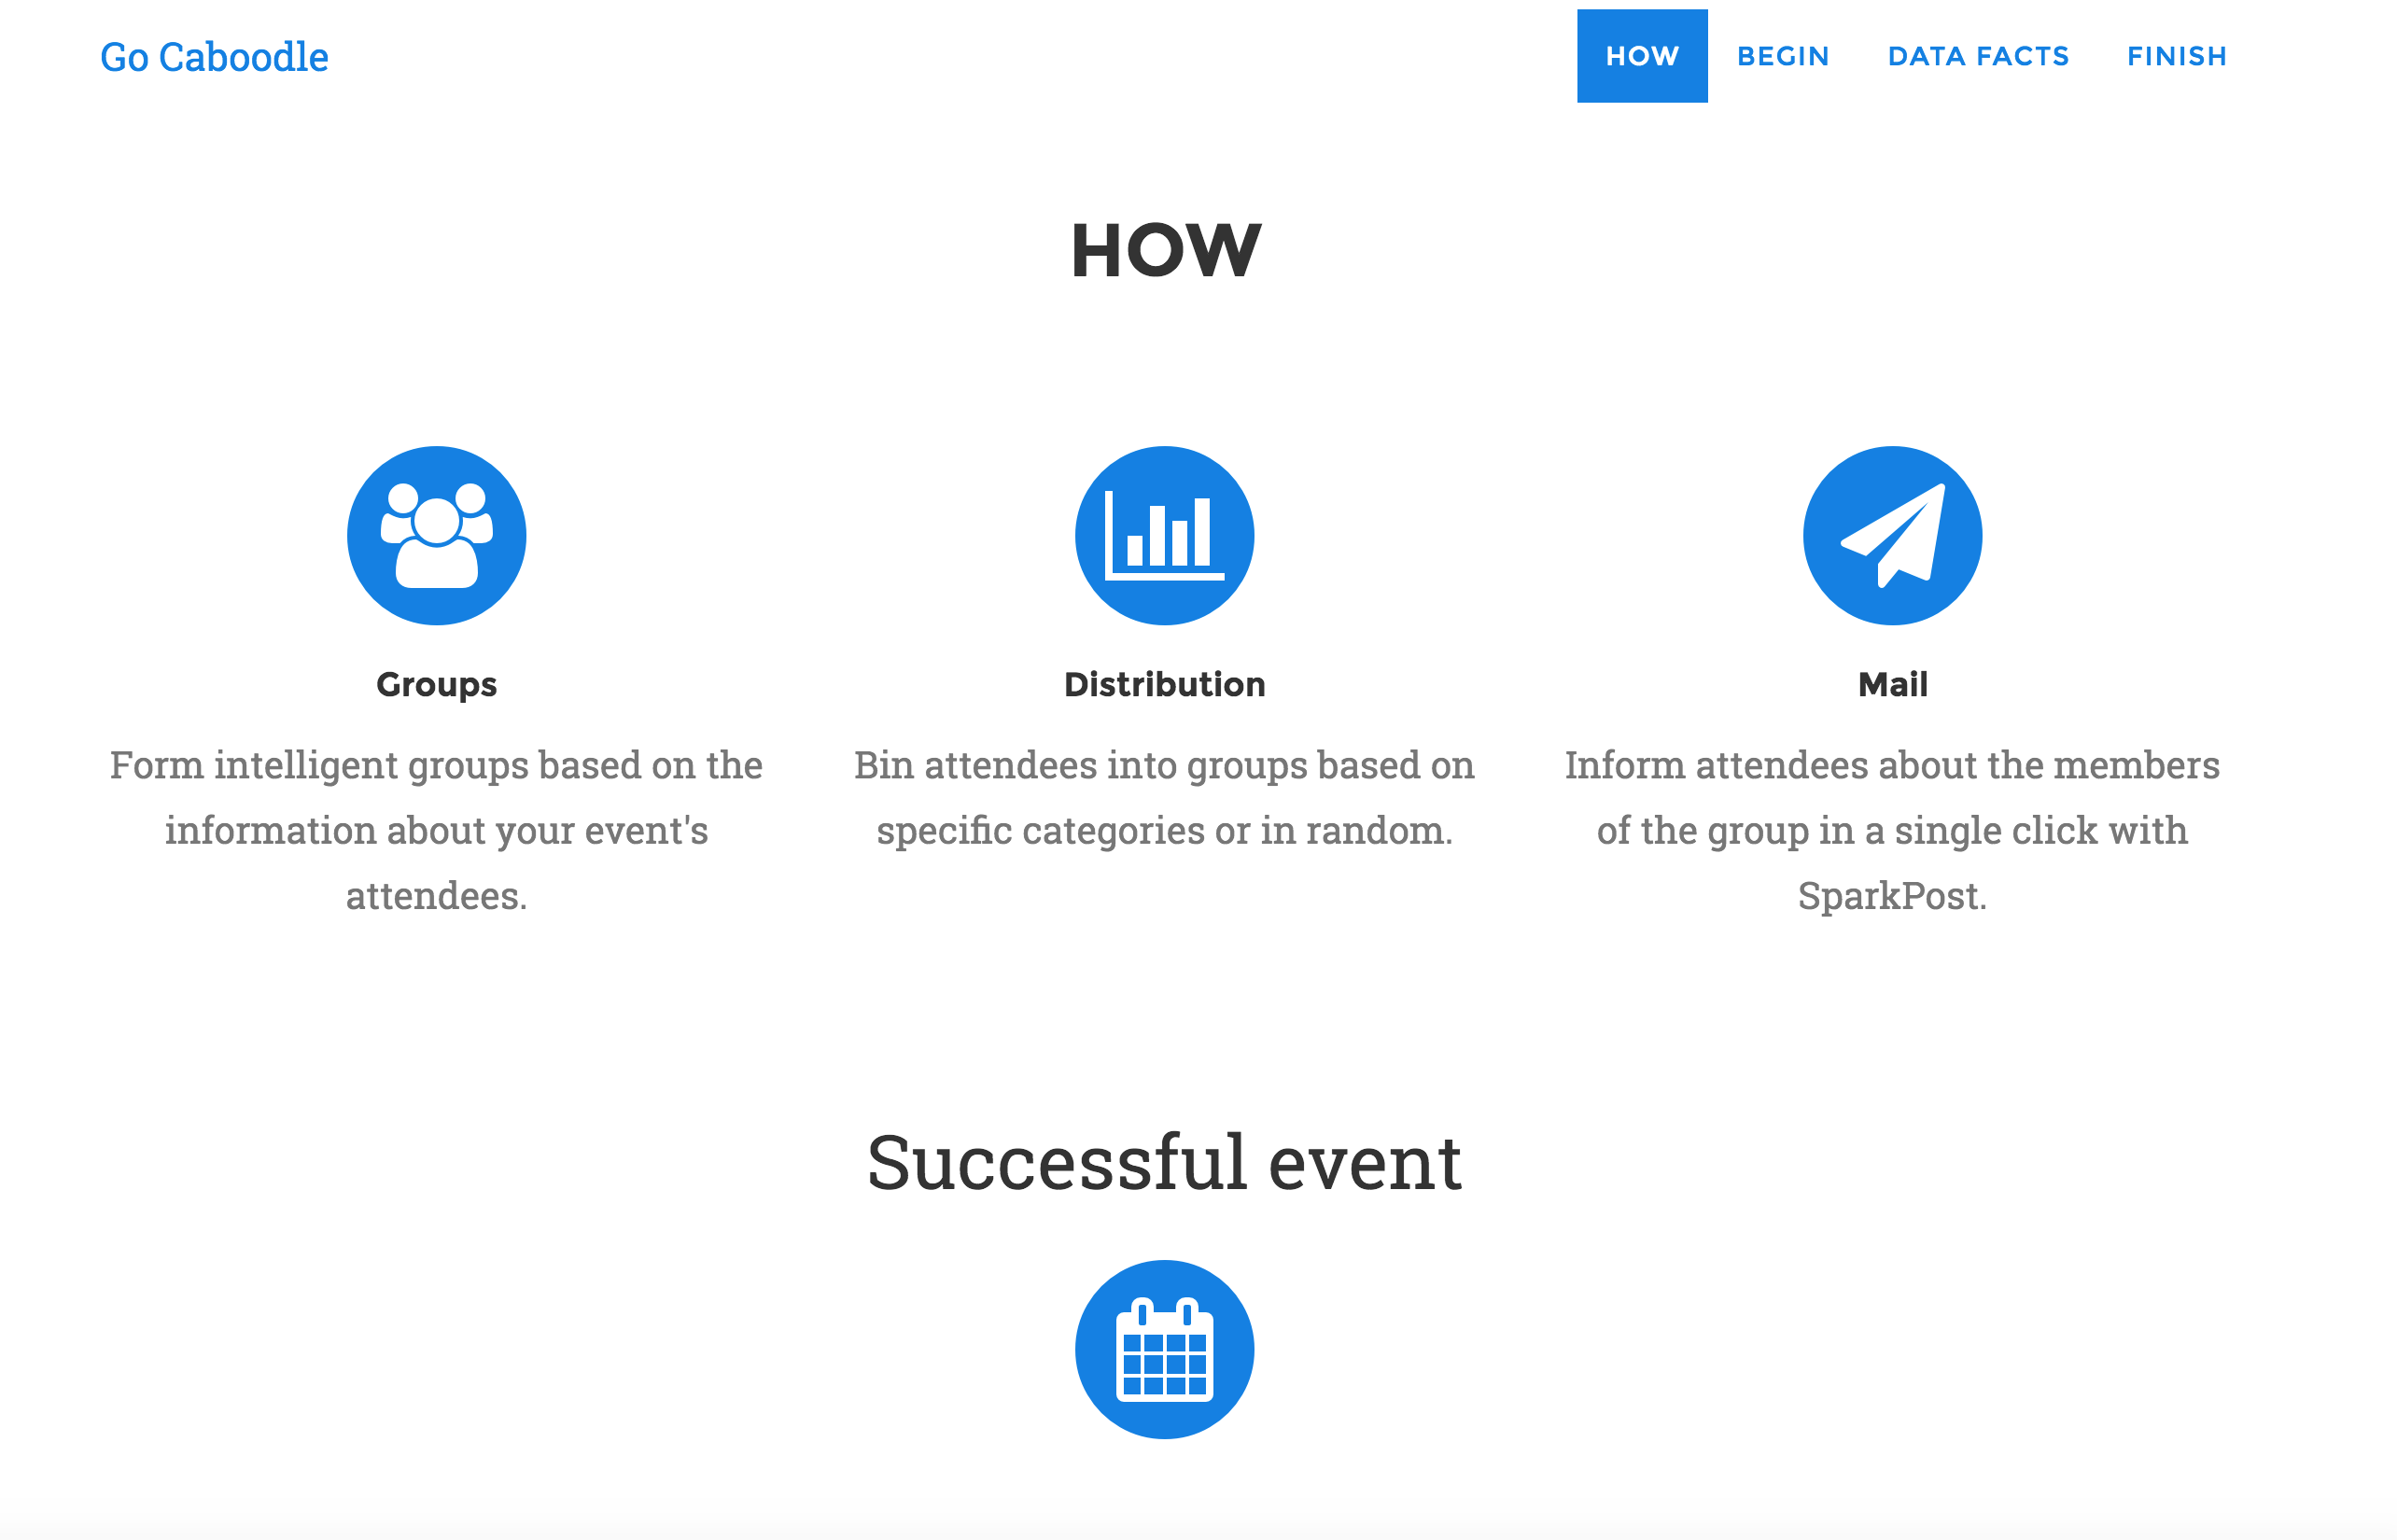 Go Caboodle
HOW
BEGIN
DATA FACTS
FINISH
HOW
Groups
Form intelligent groups based on the
information about your event's
attendees.
Distribution
Bin attendees into groups based on
specific categories or in random.
Mail
Inform attendees about the members
of the group in a single click with
SparkPost.
Successful event